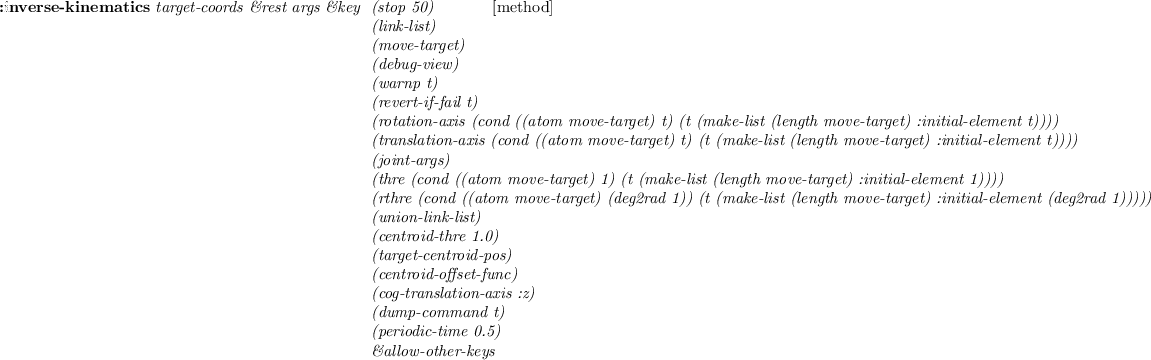 :inverse-kinematics target-coords &rest args &key (stop 50) [method]
(link-list)
(move-target)
(debug-view)
(warnp t)
(revert-if-fail t)
(rotation-axis (cond ((atom move-target) t) (t (make-list (length move-target) :initial-element t))))
(translation-axis (cond ((atom move-target) t) (t (make-list (length move-target) :initial-element t))))
(joint-args)
(thre (cond ((atom move-target) 1) (t (make-list (length move-target) :initial-element 1))))
(rthre (cond ((atom move-target) (deg2rad 1)) (t (make-list (length move-target) :initial-element (deg2rad 1)))))
(union-link-list)
(centroid-thre 1.0)
(target-centroid-pos)
(centroid-offset-func)
(cog-translation-axis :z)
(dump-command t)
(periodic-time 0.5)
&allow-other-keys